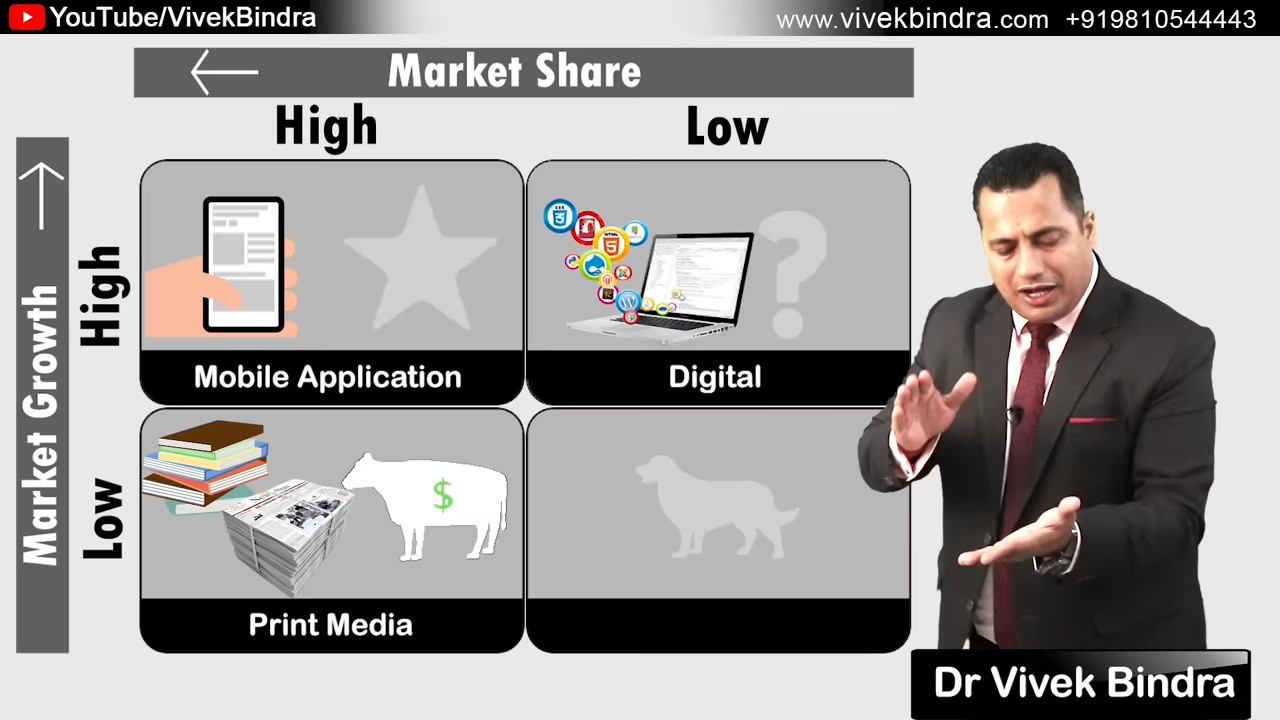 YouTube/VivekBindra
www.vivekbindra.com +919810544443
Market Share
High
Low
Market Growth
High
Low
Mobile Application
Digital
$
Print Media
Dr Vivek Bindra